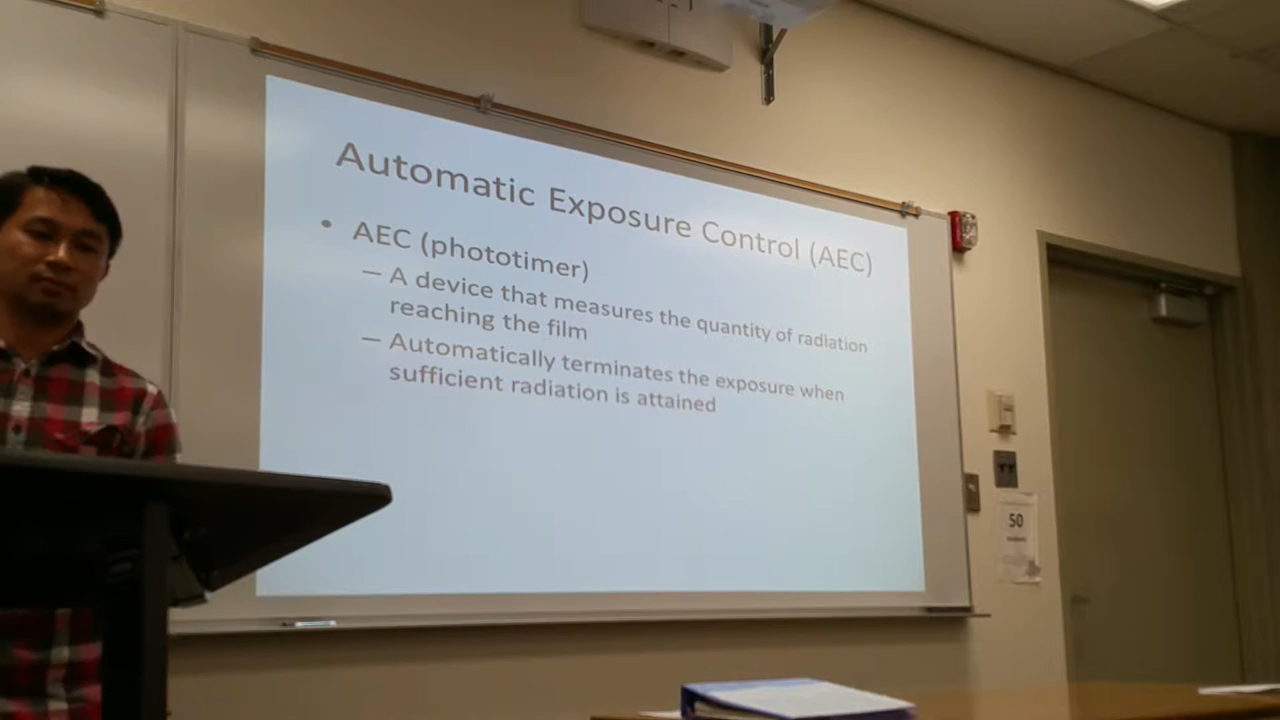 Automatic Exposure Control (AEC)
• AEC (phototimer)
– A device that measures the quantity of radiation
reaching the film
– Automatically terminates the exposure when
sufficient radiation is attained
50